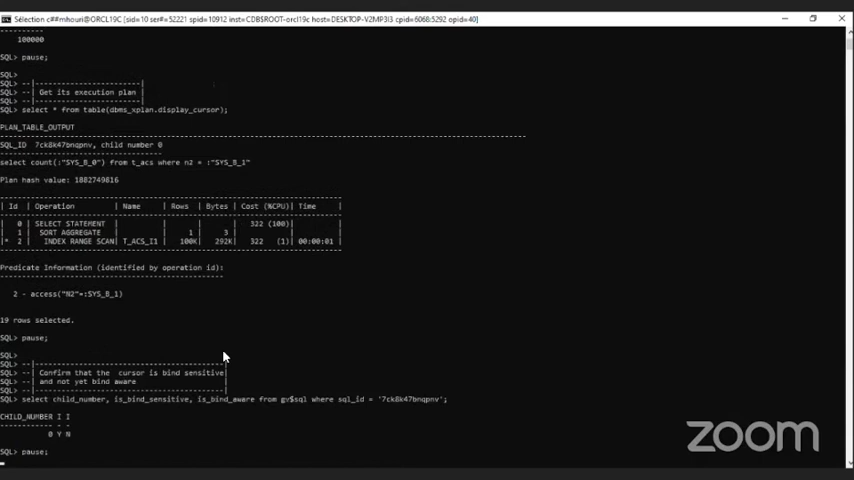 Sélection c##mhouri@ORCL19C [sid=10 ser#=52221 spid=10912 inst=CDB$ROOT-orcl19c host=DESKTOP-V2MP3I3 cpid=6068:5292 opid=40]
----------
100000
SQL> pause;
SQL>
SQL> --|------------------------|
SQL> --| Get its execution plan |
SQL> --|------------------------|
SQL> select * from table(dbms_xplan.display_cursor);
PLAN_TABLE_OUTPUT
SQL_ID 7ck8k47bnqpnv, child number 0
-------------------------------------
select count(:"SYS_B_0") from t_acs where n2 = :"SYS_B_1"
Plan hash value: 1882749816
| Id | Operation | Name | Rows | Bytes | Cost (%CPU)| Time |
| 0 | SELECT STATEMENT | | | | 322 (100)| |
| 1 | SORT AGGREGATE | | 1 | 3 | | |
|* 2 | INDEX RANGE SCAN| T_ACS_I1 | 100K| 292K| 322 (1)| 00:00:01 |
Predicate Information (identified by operation id):
---------------------------------------------------
2 - access("N2"=:SYS_B_1)
19 rows selected.
SQL> pause;
SQL>
SQL> --|-------------------------------------------|
SQL> --| Confirm that the cursor is bind sensitive|
SQL> --| and not yet bind aware |
SQL> --|-------------------------------------------|
SQL> select child_number, is_bind_sensitive, is_bind_aware from gv$sql where sql_id = '7ck8k47bnqpnv';
CHILD_NUMBER I I
------------ - -
0 Y N
SQL> pause;
zoom